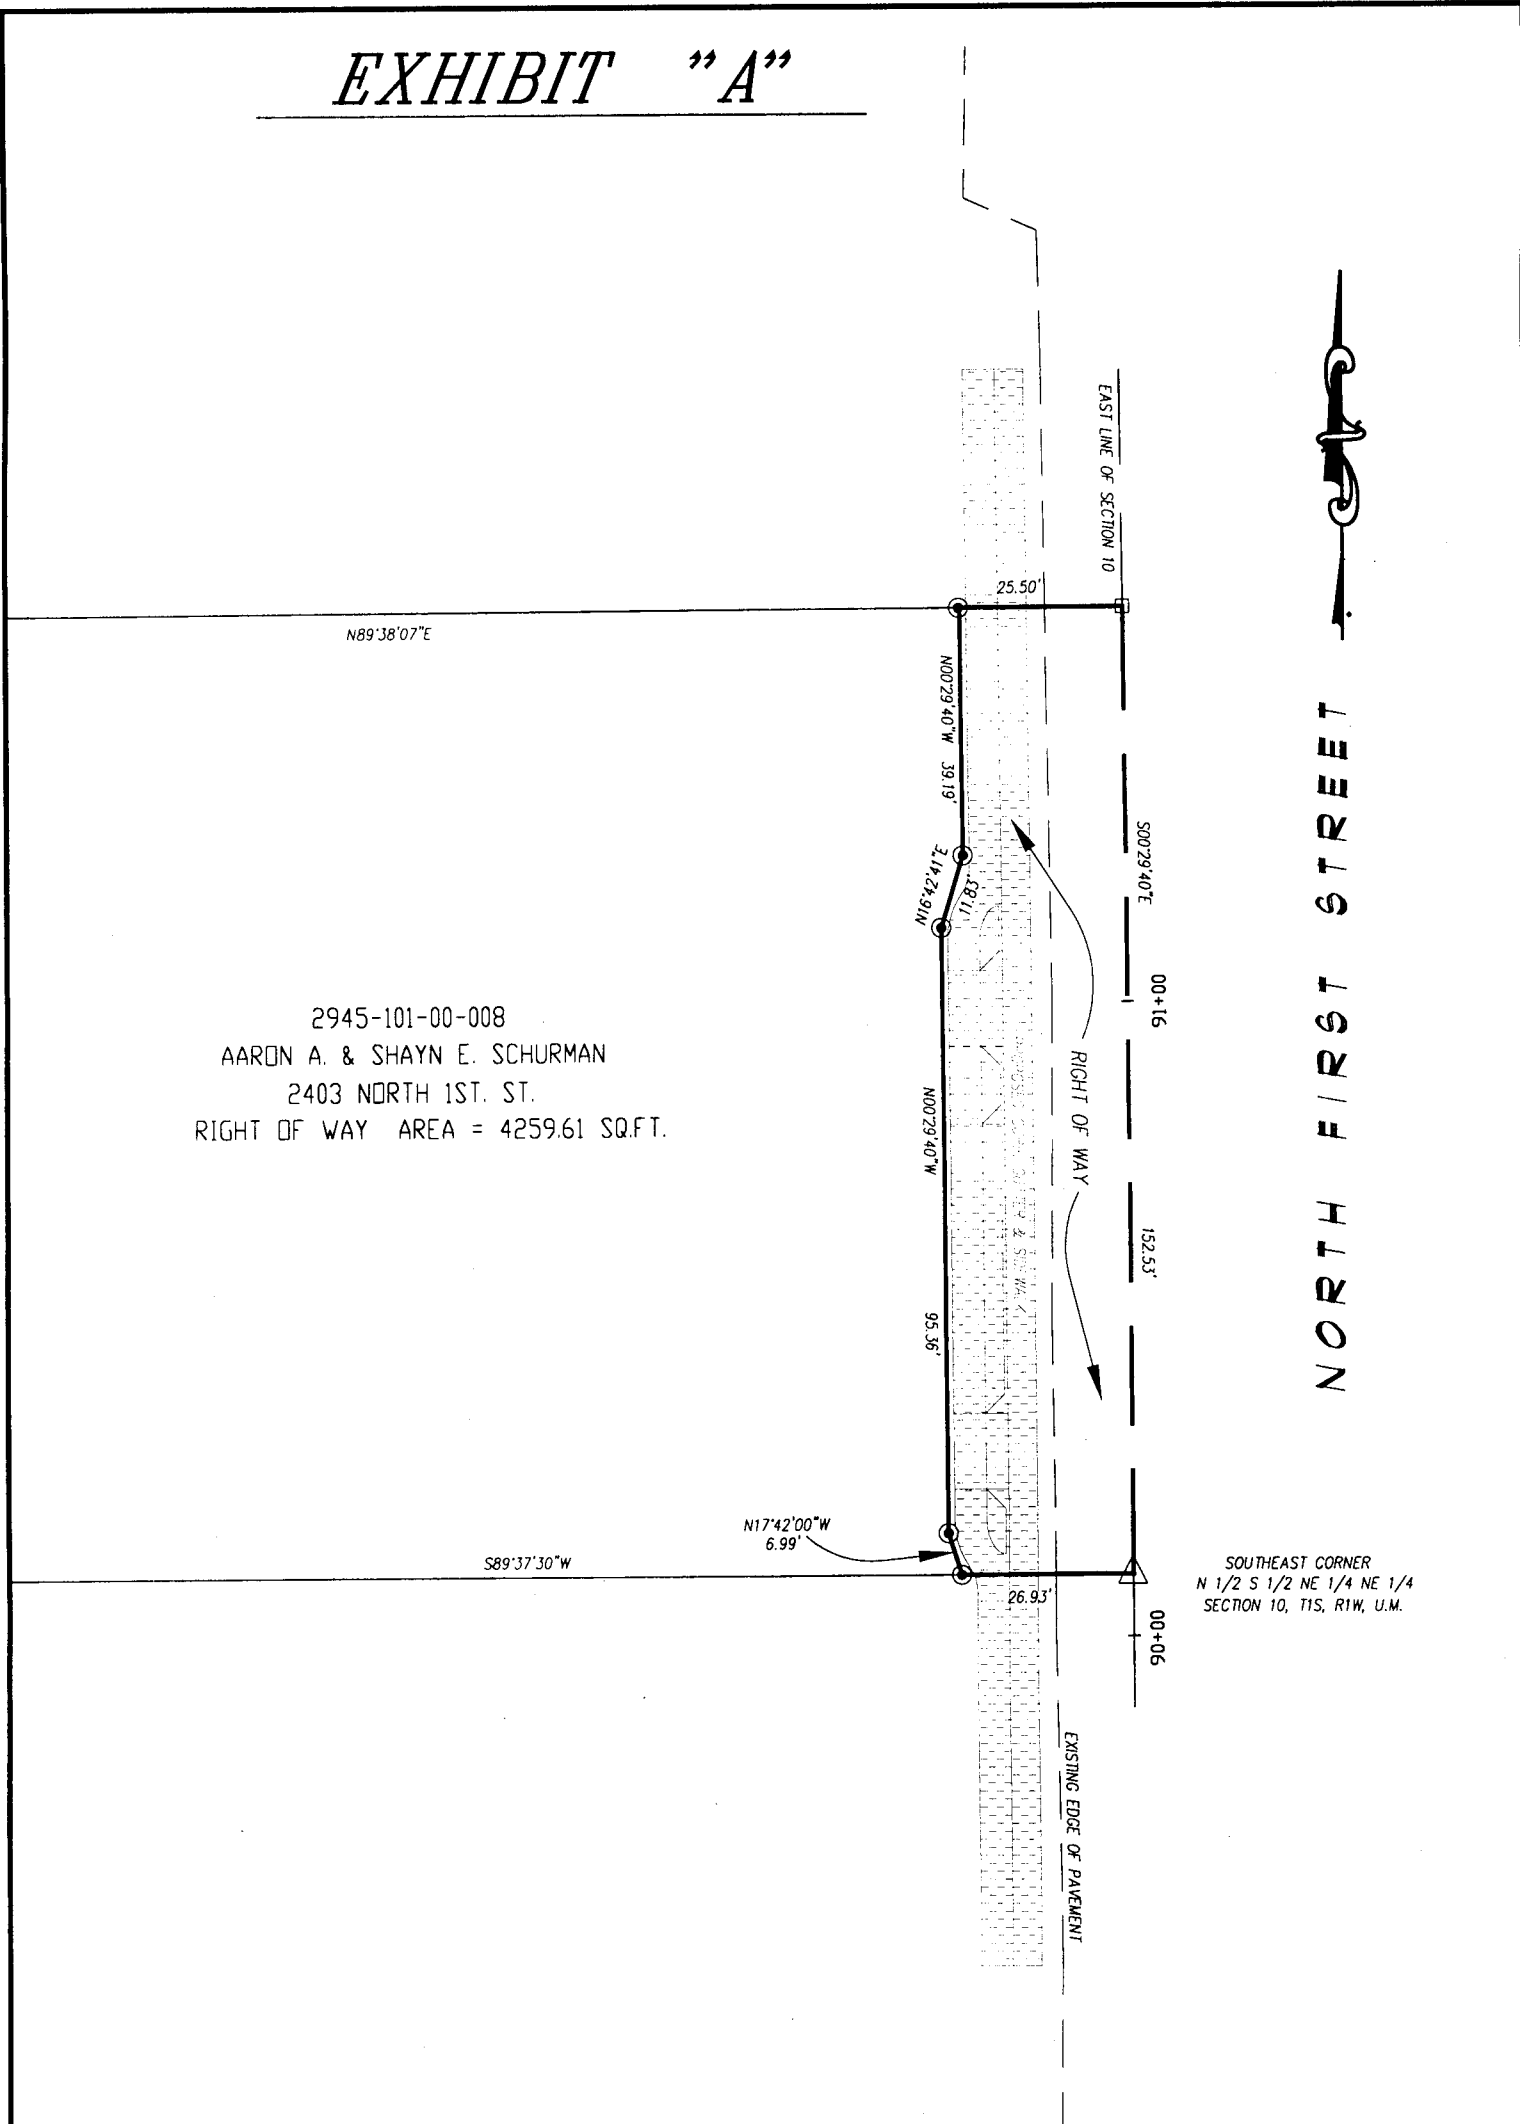 EXHIBIT "A"
EAST LINE OF SECTION 10
25.50'
N89°38'07"E
N00°29'40"W 39.19'
NORTH FIRST STREET
S00°29'40"E
N16°42'41"E
11.83'
91+00
2945-101-00-008
AARON A. & SHAYN E. SCHURMAN
2403 NORTH 1ST. ST.
RIGHT OF WAY AREA = 4259.61 SQ.FT.
RIGHT OF WAY
N00°29'40"W
152.53'
95.36'
N17°42'00"W
6.99'
S89°37'30"W
26.93'
SOUTHEAST CORNER
N 1/2 S 1/2 NE 1/4 NE 1/4
SECTION 10, T1S, R1W, U.M.
90+00
EXISTING EDGE OF PAVEMENT